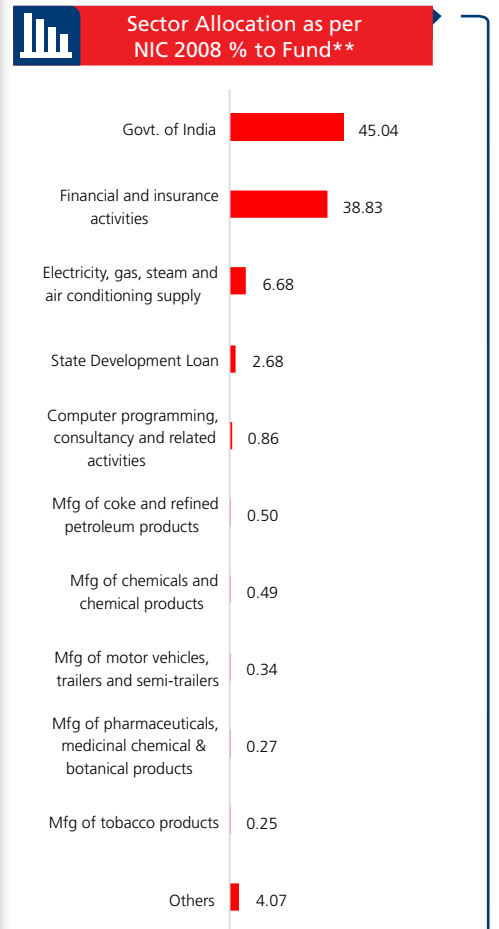 Sector Allocation as per
NIC 2008 % to Fund**
Govt. of India
45.04
Financial and insurance
activities
38.83
Electricity, gas, steam and
air conditioning supply
6.68
State Development Loan
2.68
Computer programming,
consultancy and related
activities
0.86
Mfg of coke and refined
petroleum products
0.50
Mfg of chemicals and
chemical products
0.49
Mfg of motor vehicles,
trailers and semi-trailers
0.34
Mfg of pharmaceuticals,
medicinal chemical &
botanical products
0.27
Mfg of tobacco products
0.25
Others
4.07